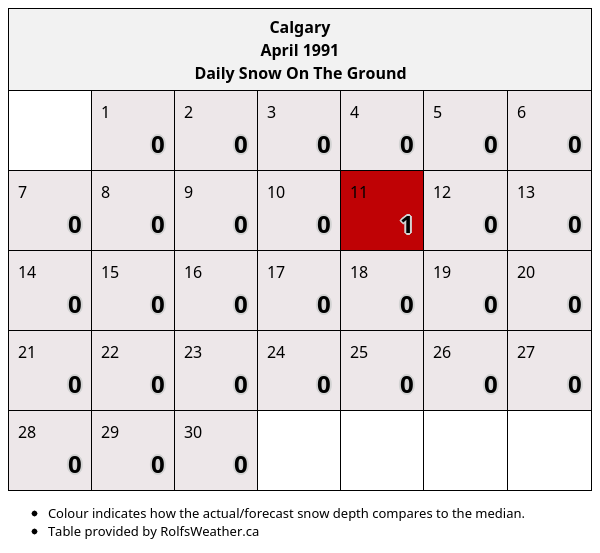 Calgary
April 1991
Daily Snow On The Ground
1 2 3 4 5 6
0 0 0 0 0 0
7 8 9 10 11 12 13
0 0 0 0 1 0 0
14 15 16 17 18 19 20
0 0 0 0 0 0 0
21 22 23 24 25 26 27
0 0 0 0 0 0 0
28 29 30
0 0 0
• Colour indicates how the actual/forecast snow depth compares to the median.
• Table provided by RolfsWeather.ca